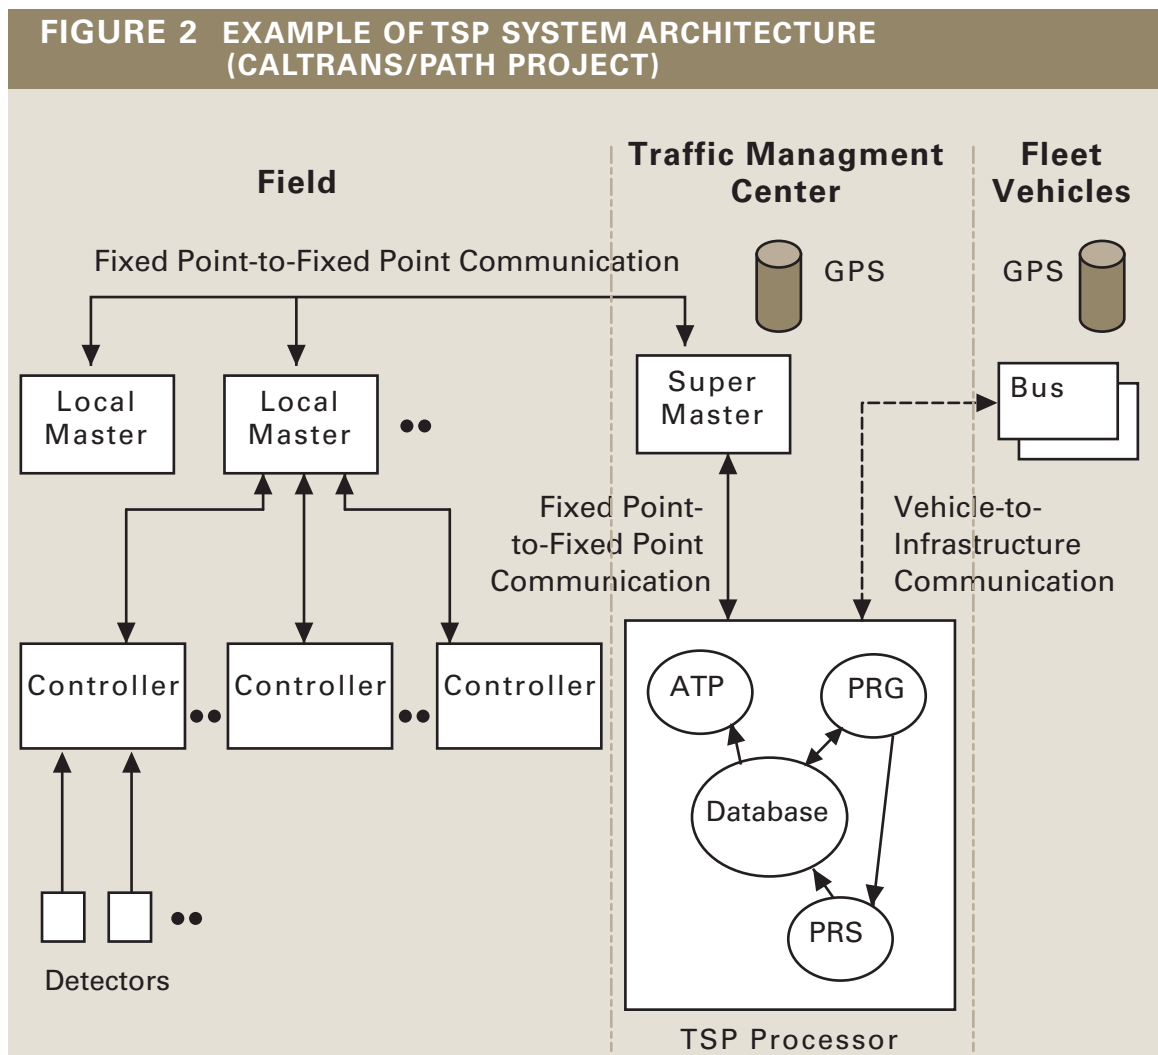 FIGURE 2 EXAMPLE OF TSP SYSTEM ARCHITECTURE
(CALTRANS/PATH PROJECT)
Field
Traffic Managment
Center
Fleet
Vehicles
Fixed Point-to-Fixed Point Communication
GPS
GPS
Local
Master
Local
Master
Super
Master
Bus
Fixed Point-
to-Fixed Point
Communication
Vehicle-to-
Infrastructure
Communication
Controller
Controller
Controller
ATP
PRG
Database
PRS
Detectors
TSP Processor